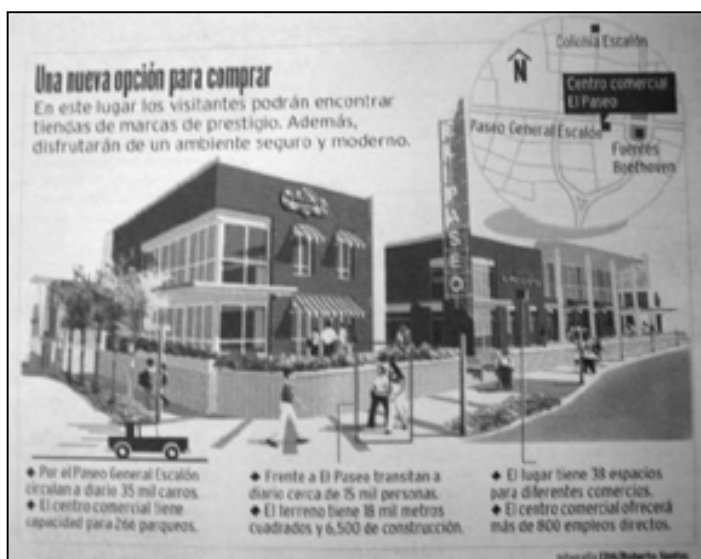 Una nueva opción para comprar
En este lugar los visitantes podrán encontrar
tiendas de marcas de prestigio. Además,
disfrutarán de un ambiente seguro y moderno.
Colonia Escalón
N
Centro comercial
El Paseo
Paseo General Escalón
Fuentes
Beethoven
EL PASEO
◆ Por el Paseo General Escalón
circulan a diario 35 mil carros.
◆ El centro comercial tiene
capacidad para 266 parqueos.
◆ Frente a El Paseo transitan a
diario cerca de 15 mil personas.
◆ El terreno tiene 18 mil metros
cuadrados y 6,500 de construcción.
◆ El lugar tiene 38 espacios
para diferentes comercios.
◆ El centro comercial ofrecerá
más de 800 empleos directos.